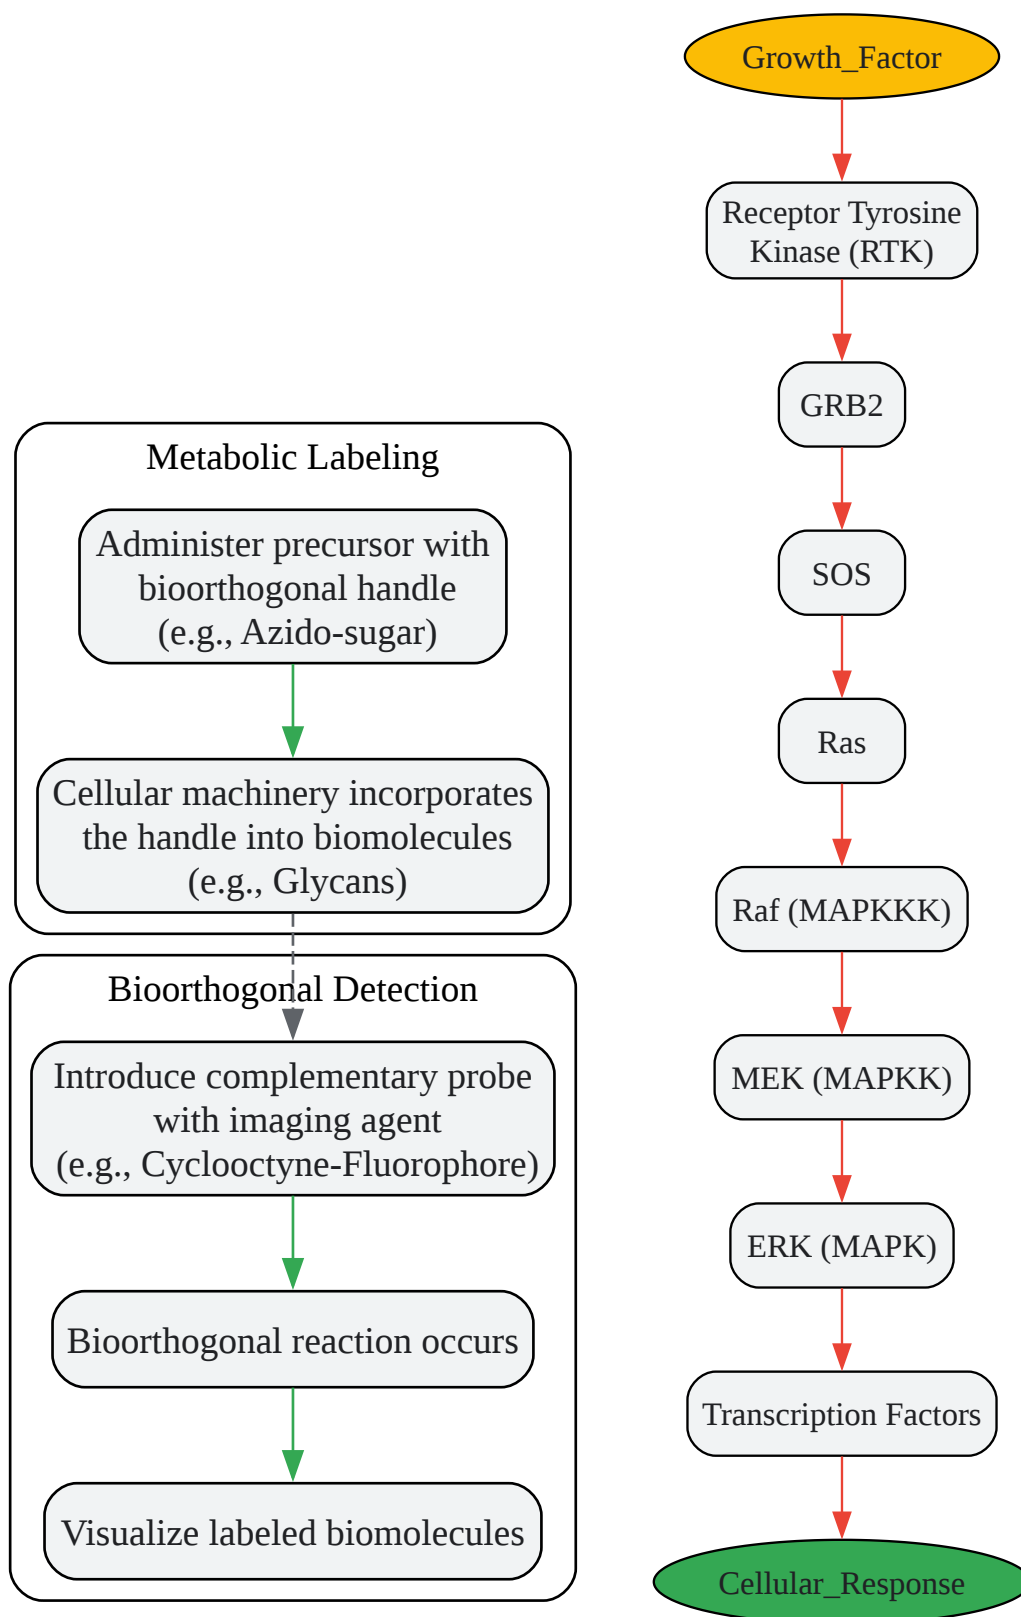 Metabolic Labeling
Administer precursor with
bioorthogonal handle
(e.g., Azido-sugar)
Cellular machinery incorporates
the handle into biomolecules
(e.g., Glycans)
Bioorthogonal Detection
Introduce complementary probe
with imaging agent
(e.g., Cyclooctyne-Fluorophore)
Bioorthogonal reaction occurs
Visualize labeled biomolecules
Growth_Factor
Receptor Tyrosine
Kinase (RTK)
GRB2
SOS
Ras
Raf (MAPKKK)
MEK (MAPKK)
ERK (MAPK)
Transcription Factors
Cellular_Response